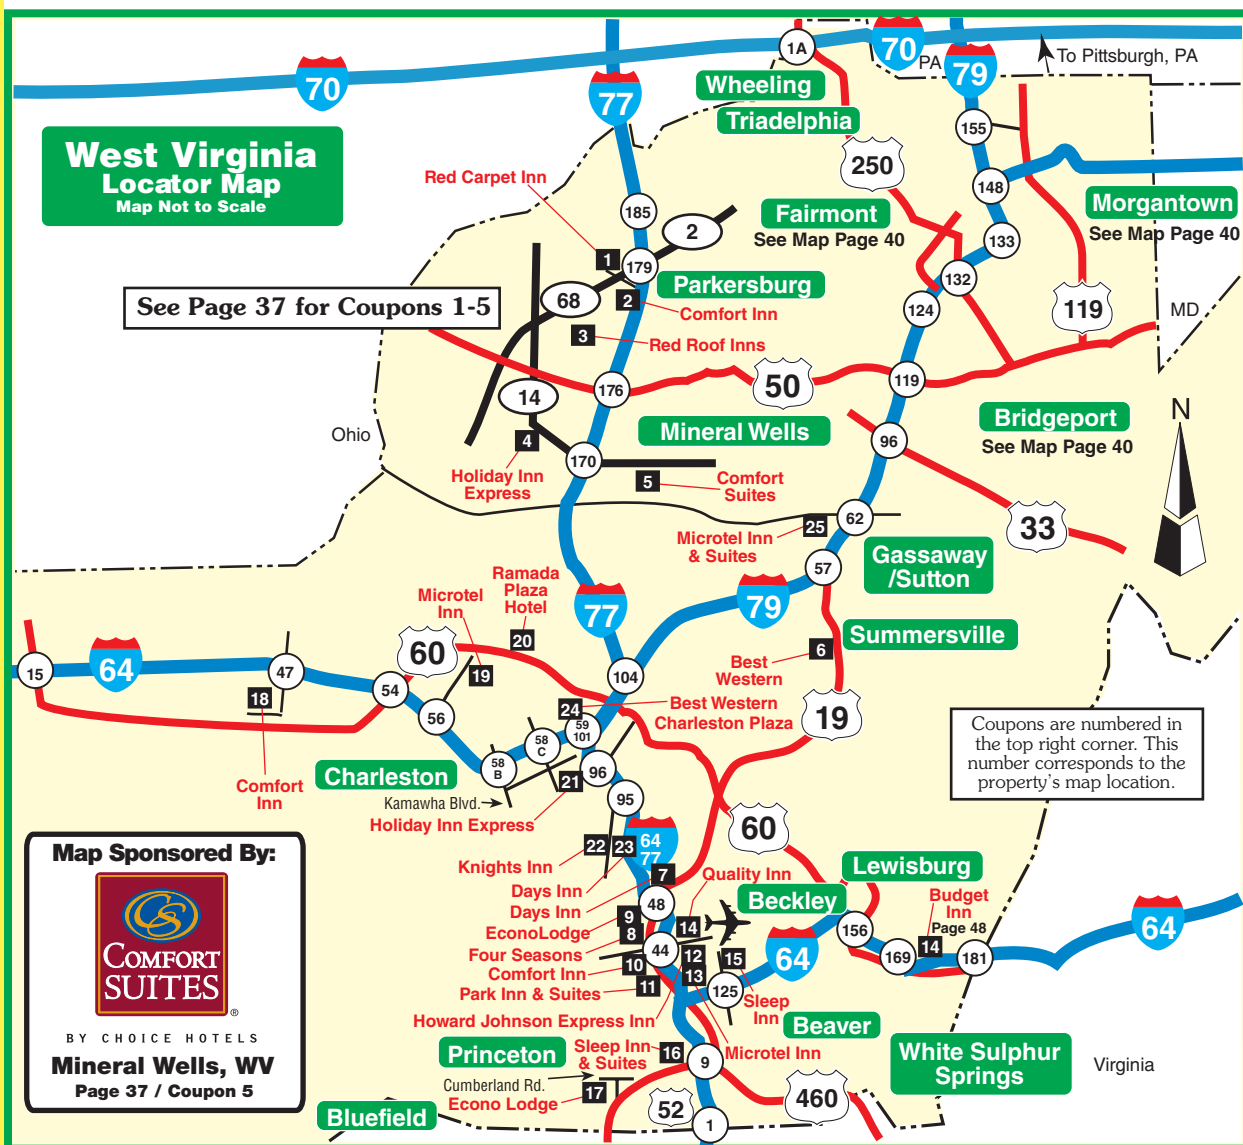 1A
70
PA
79
To Pittsburgh, PA
70
77
Wheeling
Triadelphia
155
West Virginia
Locator Map
Map Not to Scale
250
Red Carpet Inn
148
185
Fairmont
See Map Page 40
Morgantown
See Map Page 40
2
133
1
179
Parkersburg
132
See Page 37 for Coupons 1-5
68
2
Comfort Inn
124
119
MD
3
Red Roof Inns
50
119
176
14
Ohio
Mineral Wells
Bridgeport
See Map Page 40
N
4
96
170
Holiday Inn
Express
5
Comfort
Suites
62
25
Microtel Inn
& Suites
33
57
Gassaway
/Sutton
Ramada
Plaza
Hotel
Microtel
Inn
77
79
20
60
Summersville
6
Best
Western
15
64
47
19
104
54
18
24
Best Western
Charleston Plaza
19
56
59
101
58
C
Coupons are numbered in
the top right corner. This
number corresponds to the
property's map location.
58
B
96
Charleston
21
Comfort
Inn
Kamawha Blvd.
95
Holiday Inn Express
60
Map Sponsored By:
64
77
22
23
Knights Inn
Lewisburg
7
Quality Inn
Days Inn
Days Inn
48
Beckley
Budget
Inn
Page 48
9
EconoLodge
8
14
156
64
CS
COMFORT
SUITES
®
Four Seasons
44
64
14
10
12
15
169
181
Comfort Inn
13
Park Inn & Suites
11
125
Sleep
Inn
Howard Johnson Express Inn
Beaver
BY CHOICE HOTELS
Mineral Wells, WV
Page 37 / Coupon 5
Princeton
Sleep Inn
& Suites
16
Microtel Inn
9
White Sulphur
Springs
Virginia
Cumberland Rd.
Econo Lodge
17
Bluefield
52
460
1